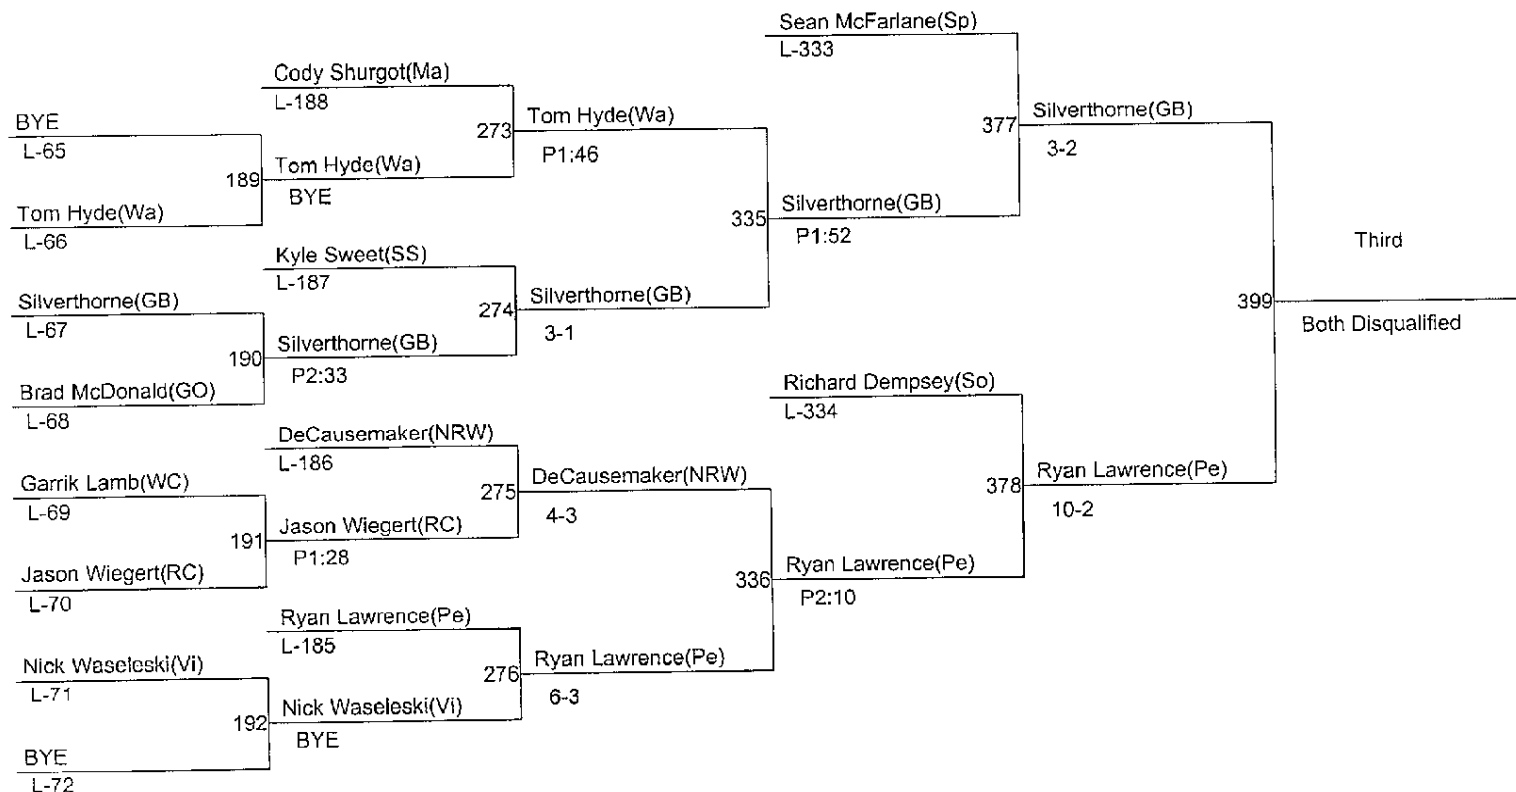 Sean McFarlane(Sp)
L-333
Cody Shurgot(Ma)
L-188
BYE
L-65
273
Tom Hyde(Wa)
P1:46
377
Silverthorne(GB)
3-2
189
Tom Hyde(Wa)
BYE
Tom Hyde(Wa)
L-66
335
Silverthorne(GB)
P1:52
Kyle Sweet(SS)
L-187
Third
Silverthorne(GB)
L-67
274
Silverthorne(GB)
3-1
399
Both Disqualified
190
Silverthorne(GB)
P2:33
Brad McDonald(GO)
L-68
Richard Dempsey(So)
L-334
DeCausemaker(NRW)
L-186
Garrik Lamb(WC)
L-69
275
DeCausemaker(NRW)
4-3
378
Ryan Lawrence(Pe)
10-2
191
Jason Wiegert(RC)
P1:28
Jason Wiegert(RC)
L-70
336
Ryan Lawrence(Pe)
P2:10
Ryan Lawrence(Pe)
L-185
Nick Waseleski(Vi)
L-71
276
Ryan Lawrence(Pe)
6-3
192
Nick Waseleski(Vi)
BYE
BYE
L-72